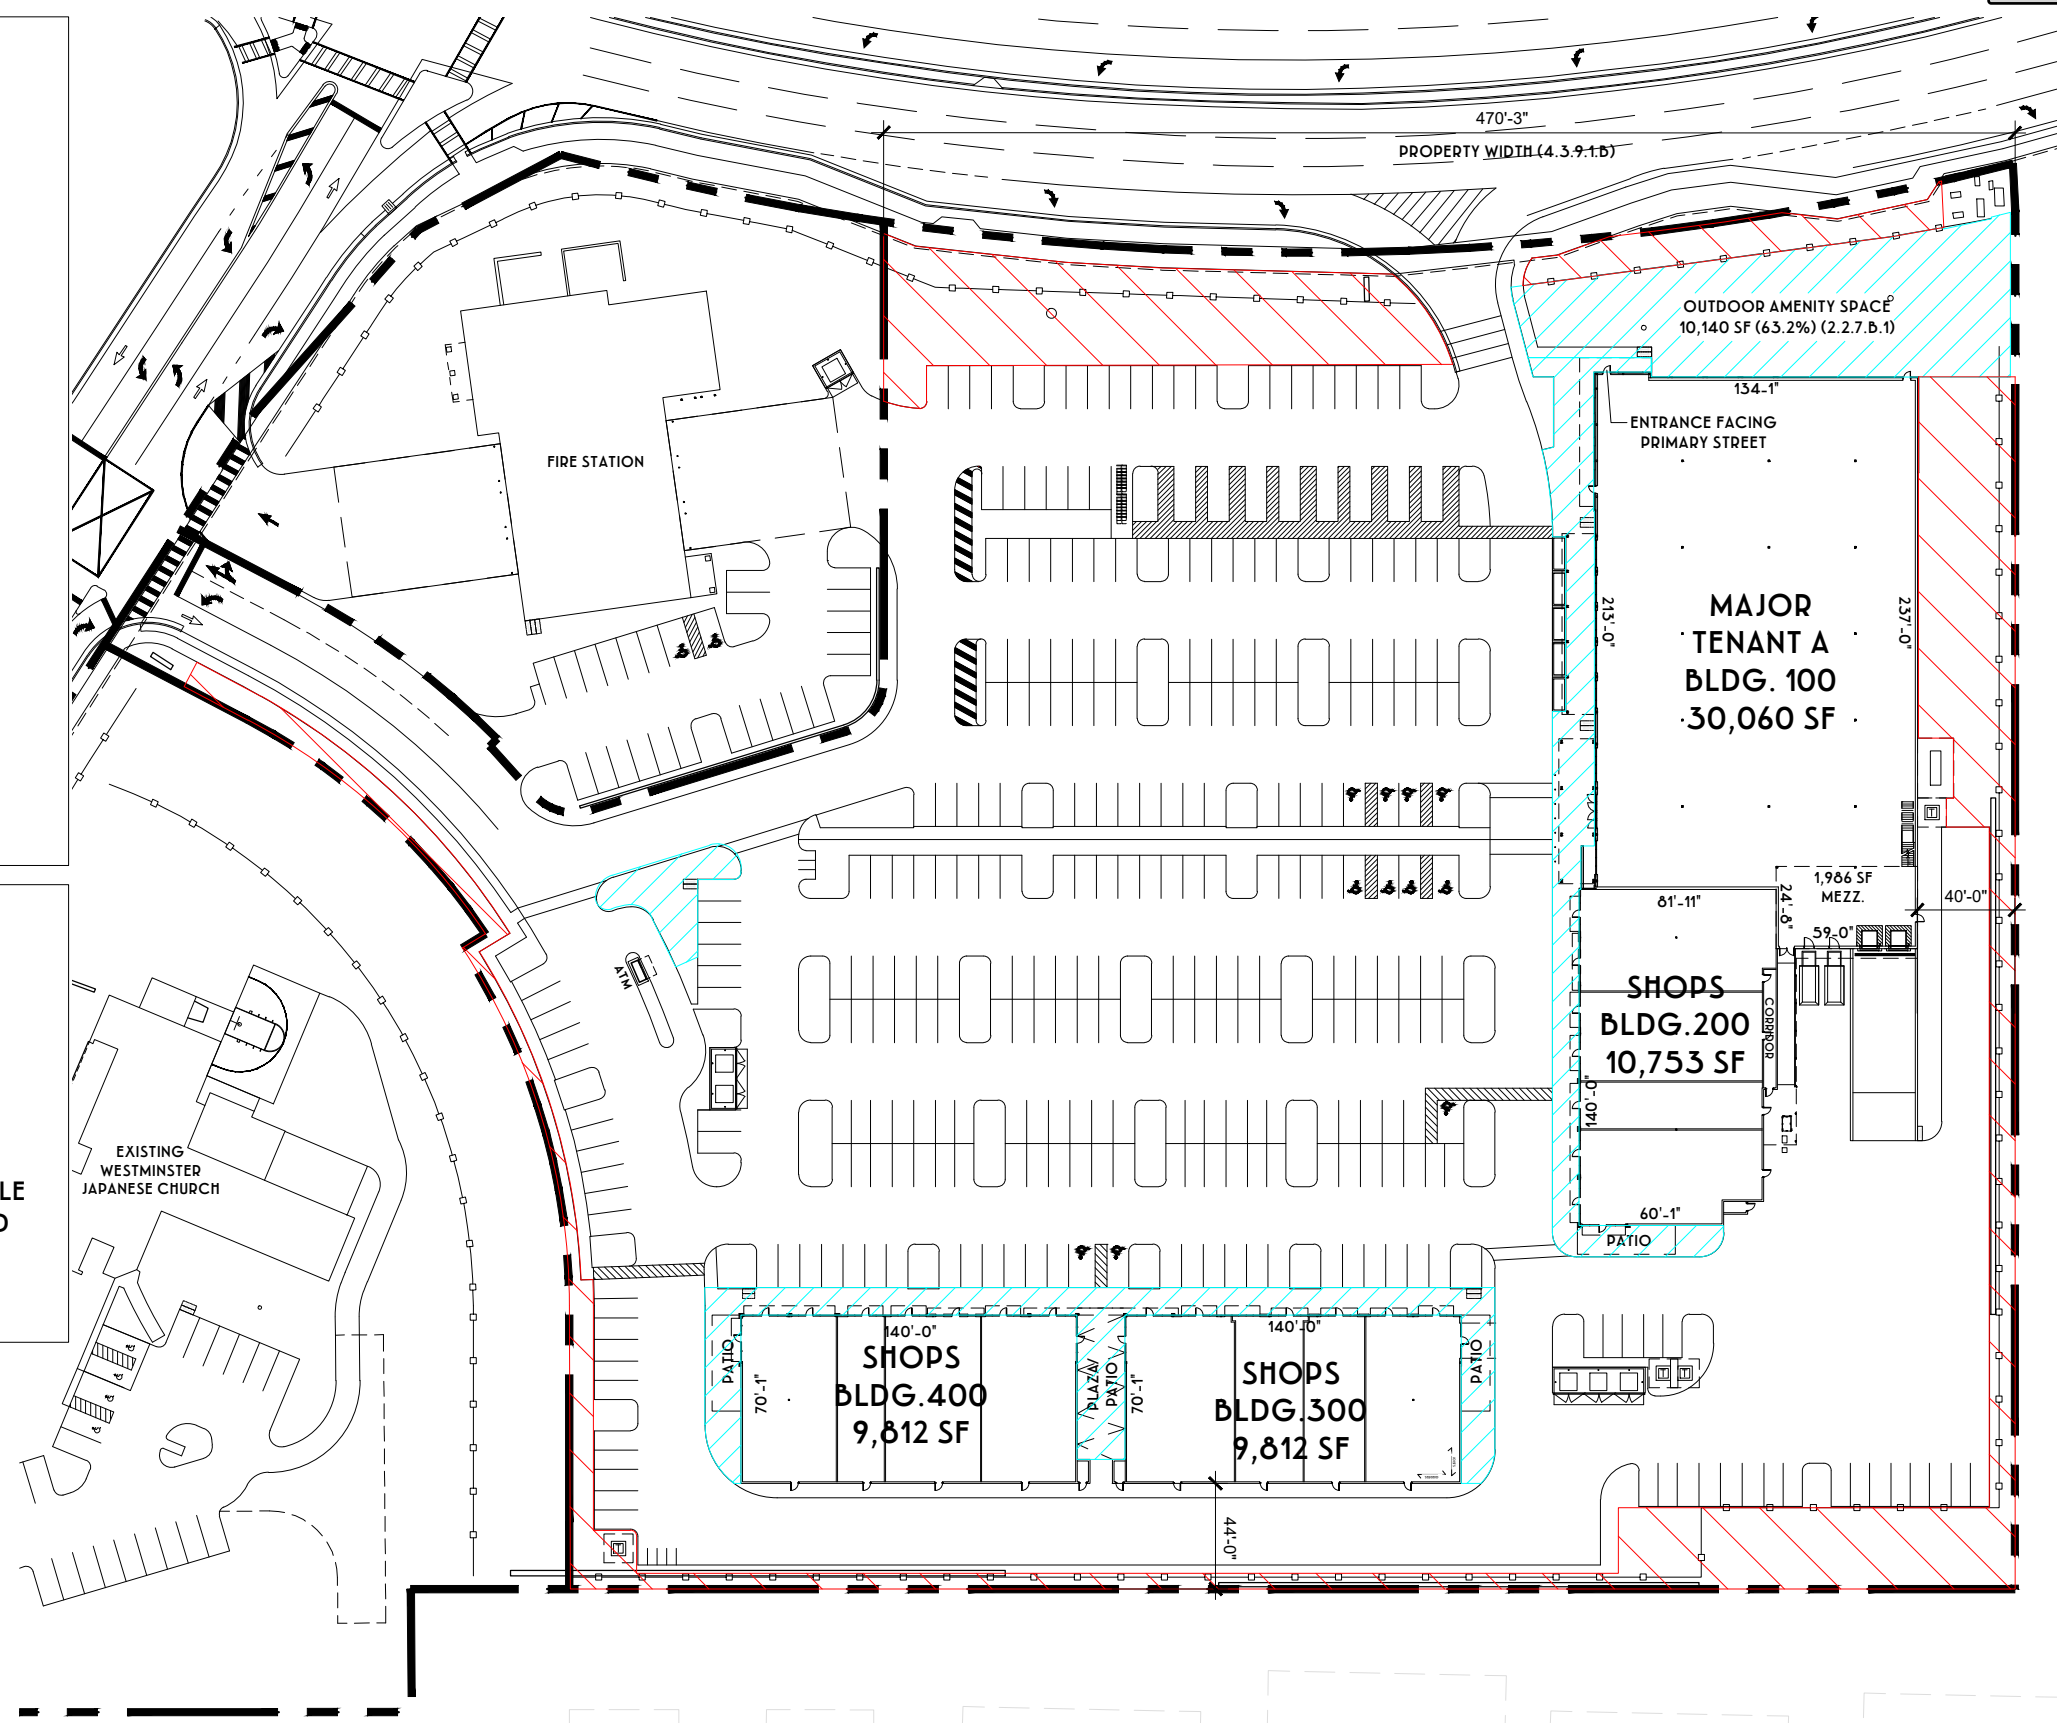 470'-3"
PROPERTY WIDTH (4.3.9.1.B)
OUTDOOR AMENITY SPACE
10,140 SF (63.2%) (2.2.7.B.1)
134-1"
ENTRANCE FACING
PRIMARY STREET
FIRE STATION
213'-0"
237'-0"
MAJOR
TENANT A
BLDG. 100
30,060 SF
1,986 SF
MEZZ.
81'-11"
24'-8"
40'-0"
59-0"
ATM
SHOPS
BLDG.200
10,753 SF
CORRIDOR
140'-0"
60'-1"
PATIO
EXISTING
WESTMINSTER
JAPANESE CHURCH
LE
140'-0"
140'-0"
PATIO
SHOPS
BLDG.400
9,812 SF
70'-1"
PLAZA/
PATIO
70'-1"
SHOPS
BLDG.300
9,812 SF
PATIO
44'-0"
T
T
T
T